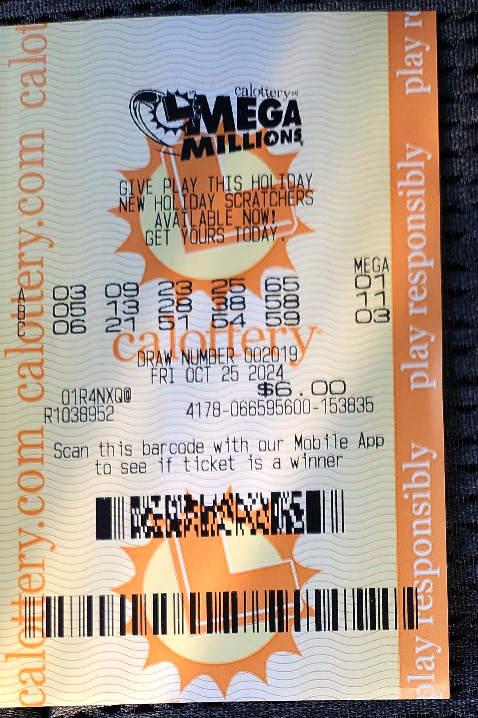 calottery
MEGA
MILLIONS
GIVE PLAY THIS HOLIDAY
NEW HOLIDAY SCRATCHERS
AVAILABLE NOW!
GET YOURS TODAY.
MEGA
A 03 09 23 25 65 01
B 05 13 28 38 58 11
C 06 21 51 54 59 03
calottery
DRAW NUMBER 002019
FRI OCT 25 2024
$6.00
01R4NXQ@
R1038952 4178-066595600-153835
Scan this barcode with our Mobile App
to see if ticket is a winner
calottery.com calottery.com calot
play responsibly play responsibly play r